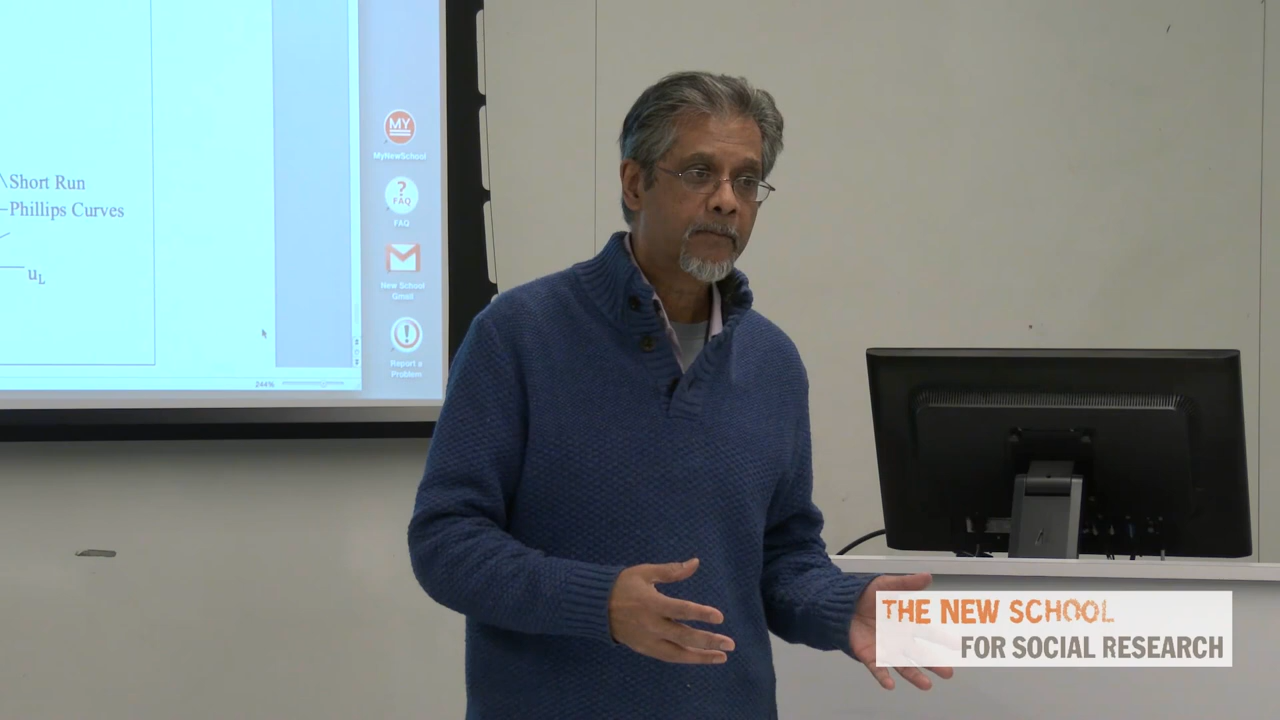 MY
MyNewSchool
Short Run
Phillips Curves
?
FAQ
FAQ
u_L
New School
Gmail
!
Report a
Problem
244%
THE NEW SCHOOL
FOR SOCIAL RESEARCH